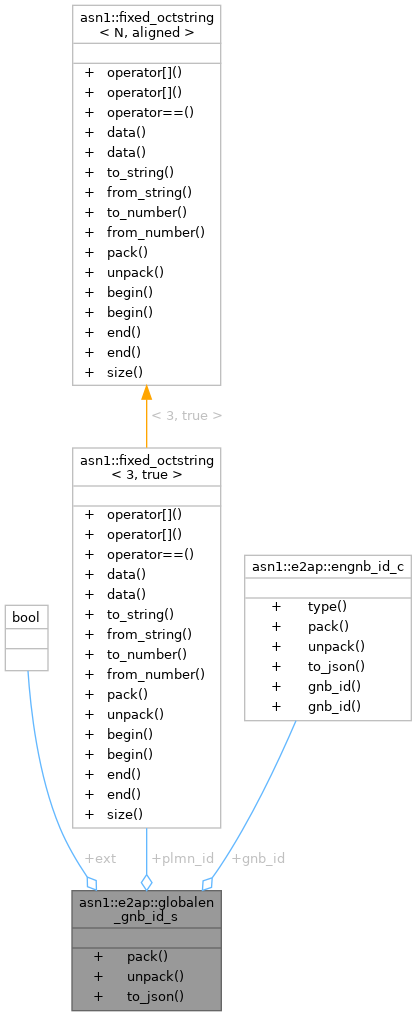 asn1::fixed_octstring
< N, aligned >
+ operator[]()
+ operator[]()
+ operator==()
+ data()
+ data()
+ to_string()
+ from_string()
+ to_number()
+ from_number()
+ pack()
+ unpack()
+ begin()
+ begin()
+ end()
+ end()
+ size()
< 3, true >
asn1::fixed_octstring
< 3, true >
+ operator[]()
+ operator[]()
+ operator==()
+ data()
+ data()
+ to_string()
+ from_string()
+ to_number()
+ from_number()
+ pack()
+ unpack()
+ begin()
+ begin()
+ end()
+ end()
+ size()
asn1::e2ap::engnb_id_c
+ type()
+ pack()
+ unpack()
+ to_json()
+ gnb_id()
+ gnb_id()
bool
+ext
+plmn_id
+gnb_id
asn1::e2ap::globalen
_gnb_id_s
+ pack()
+ unpack()
+ to_json()